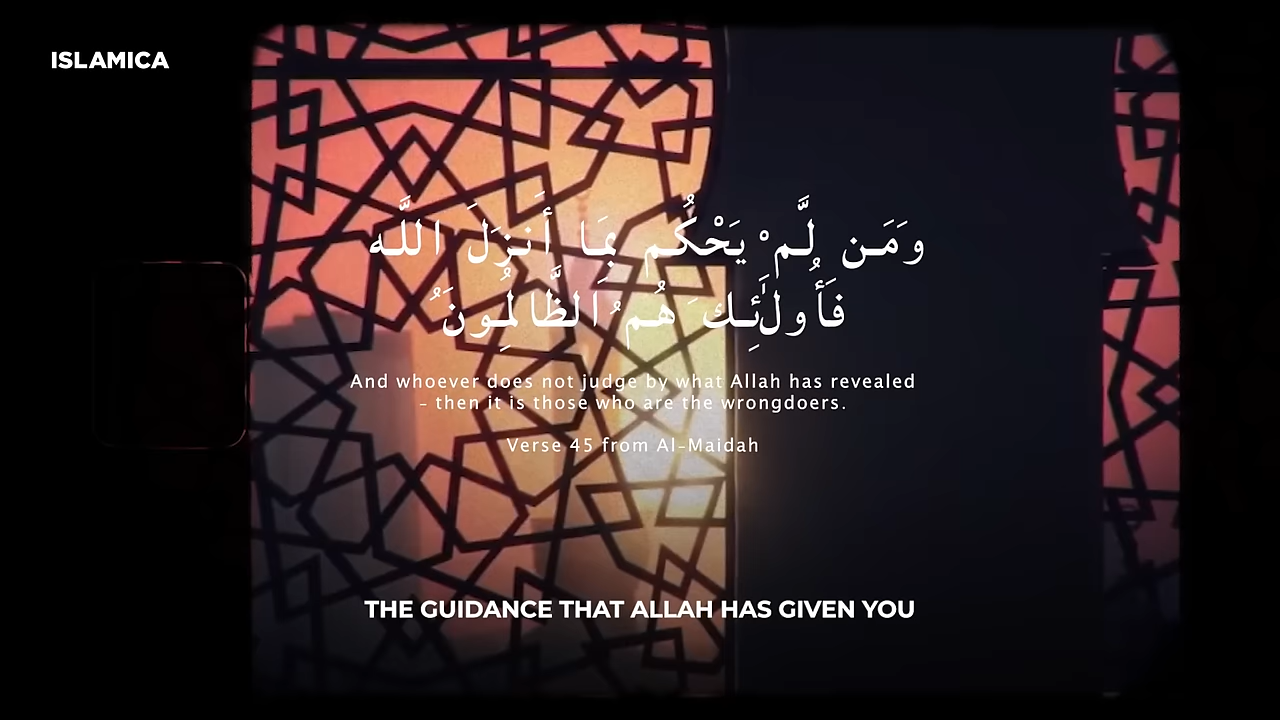 ISLAMICA
وَمَن لَّمْ يَحْكُم بِمَا أَنزَلَ اللَّه
فَأُولَٰئِكَ هُمُ الظَّالِمُونَ
And whoever does not judge by what Allah has revealed
– then it is those who are the wrongdoers.
Verse 45 from Al-Maidah
THE GUIDANCE THAT ALLAH HAS GIVEN YOU